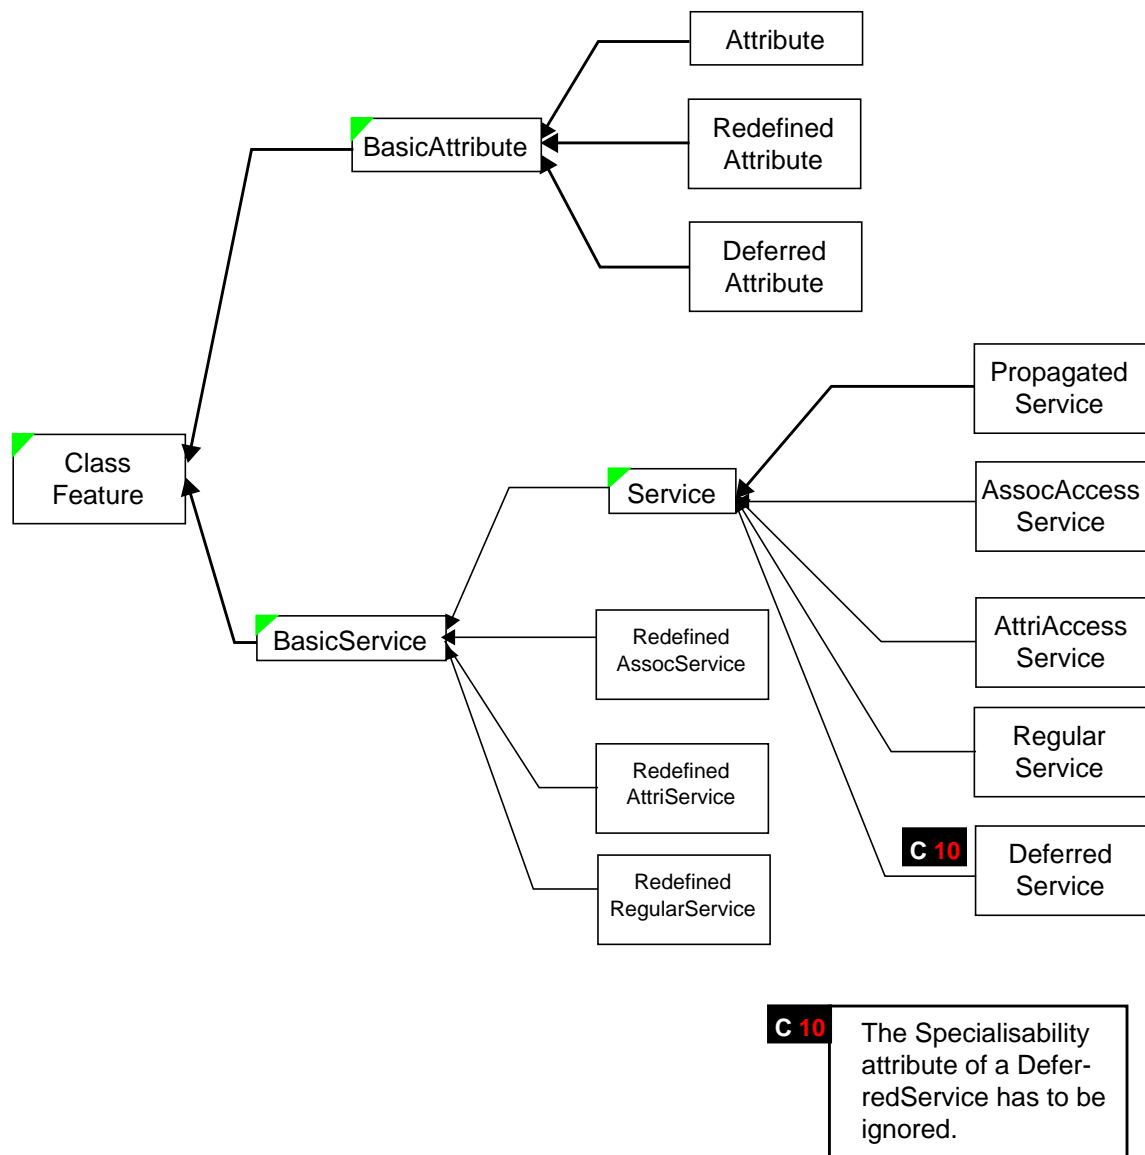 Attribute
Redefined
Attribute
BasicAttribute
Deferred
Attribute
Propagated
Service
Class
Feature
Service
AssocAccess
Service
BasicService
Redefined
AssocService
AttriAccess
Service
Regular
Service
Redefined
AttriService
C 10
Deferred
Service
Redefined
RegularService
C 10
The Specialisability
attribute of a Defer-
redService has to be
ignored.